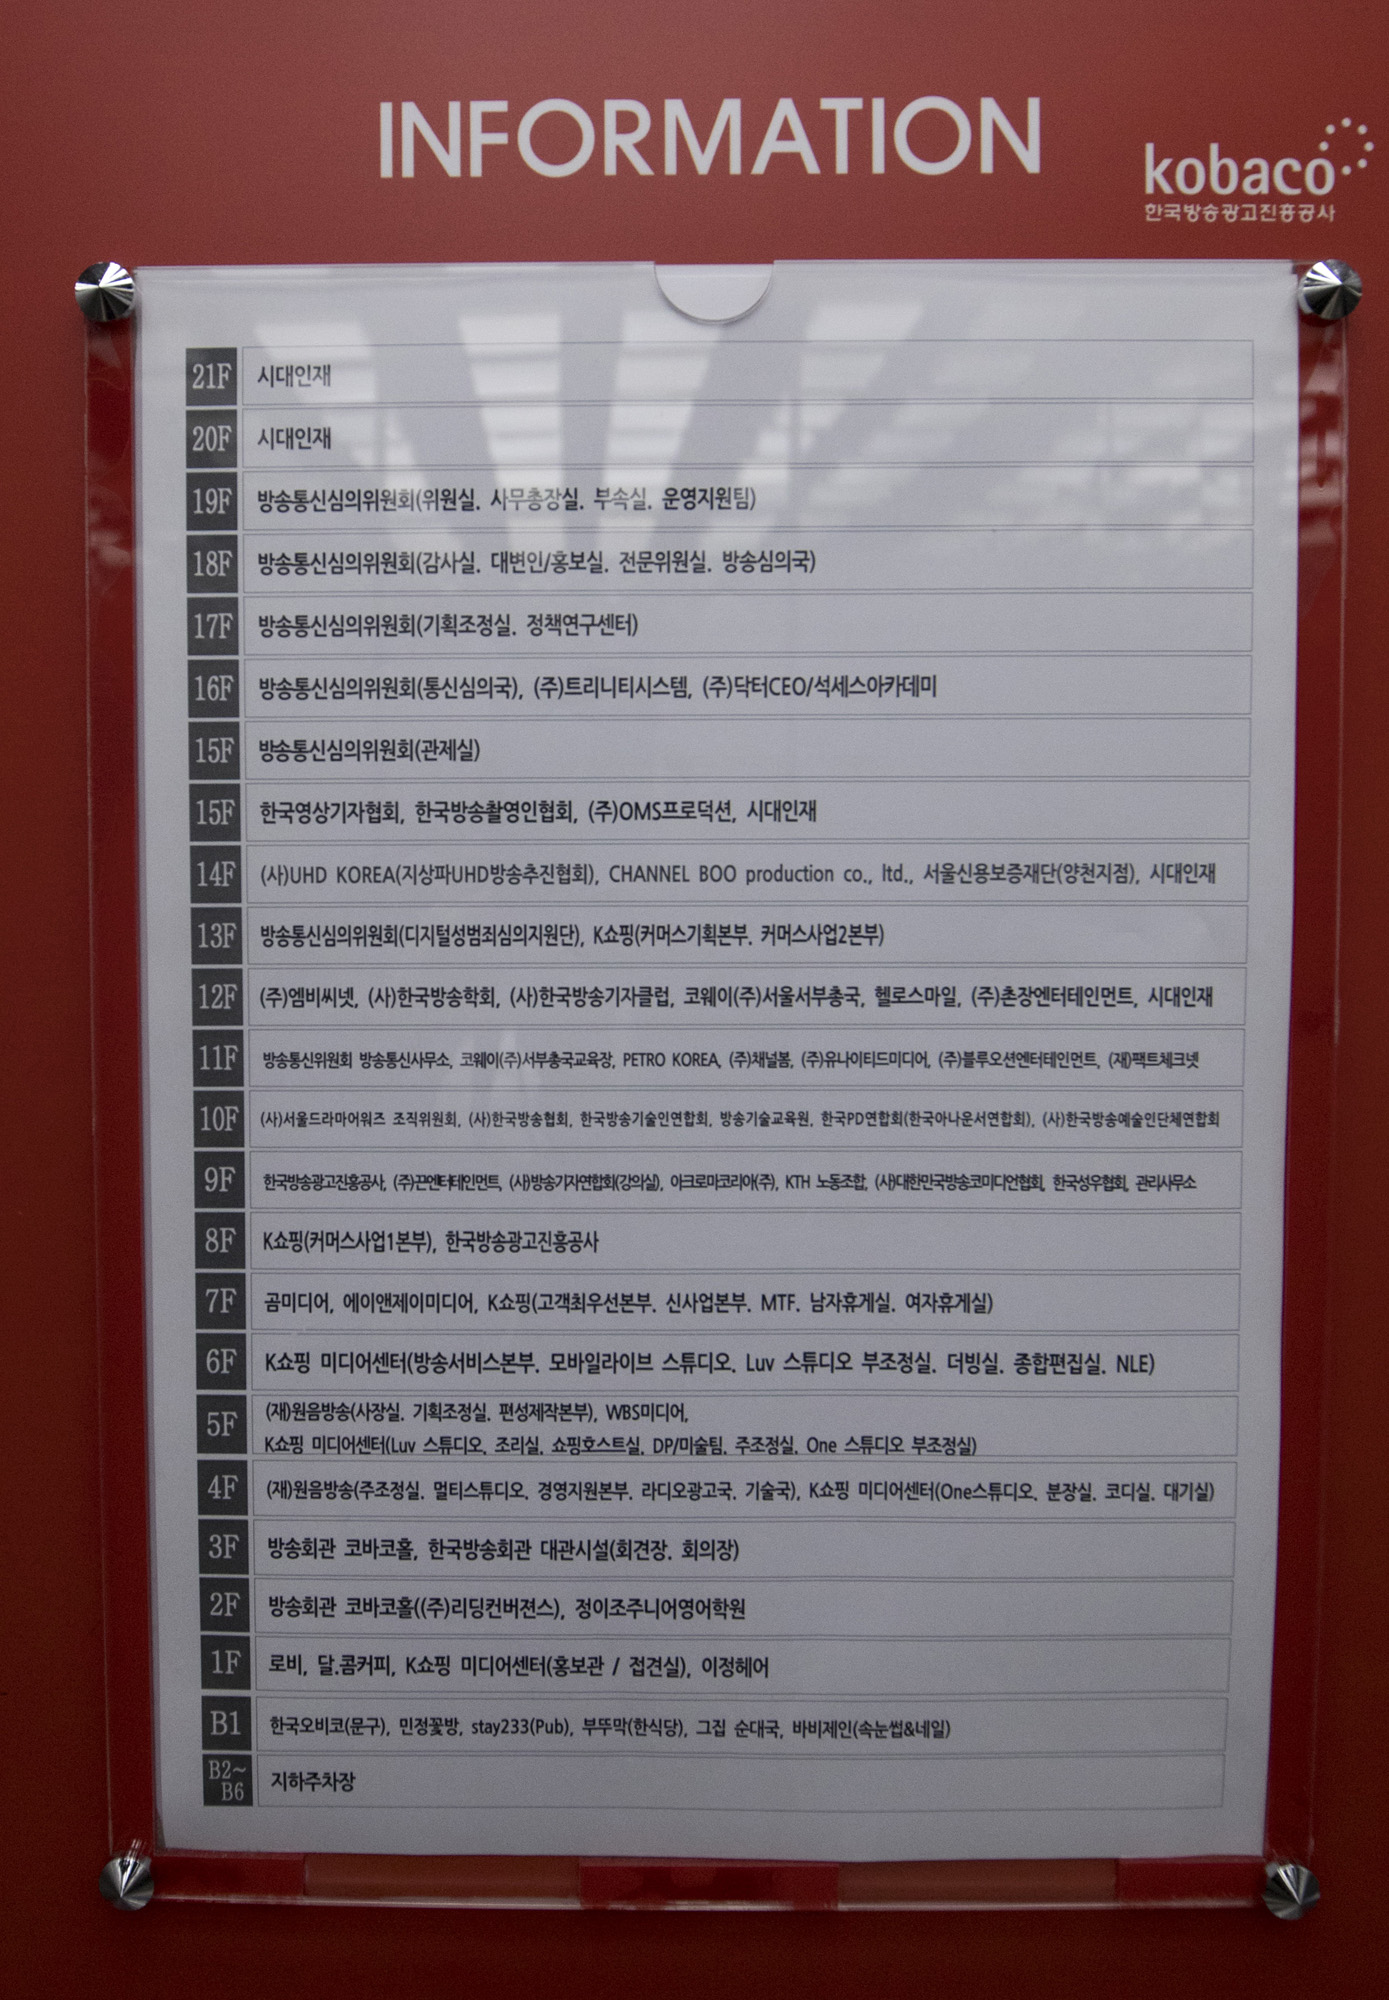 INFORMATION
kobaco
한국방송광고진흥공사
21F 시대인재
20F 시대인재
19F 방송통신심의위원회(위원실. 사무총장실. 부속실. 운영지원팀)
18F 방송통신심의위원회(감사실. 대변인/홍보실. 전문위원실. 방송심의국)
17F 방송통신심의위원회(기획조정실. 정책연구센터)
16F 방송통신심의위원회(통신심의국), (주)트리니티시스템, (주)닥터CEO/석세스아카데미
15F 방송통신심의위원회(관제실)
15F 한국영상기자협회, 한국방송촬영인협회, (주)OMS프로덕션, 시대인재
14F (사)UHD KOREA(지상파UHD방송추진협회), CHANNEL BOO production co., ltd., 서울신용보증재단(양천지점), 시대인재
13F 방송통신심의위원회(디지털성범죄심의지원단), K쇼핑(커머스기획본부. 커머스사업2본부)
12F (주)엠비씨넷, (사)한국방송학회, (사)한국방송기자클럽, 코웨이(주)서울서부총국, 헬로스마일, (주)촌장엔터테인먼트, 시대인재
11F 방송통신위원회 방송통신사무소, 코웨이(주)서부총국교육장, PETRO KOREA, (주)채널봄, (주)유나이티드미디어, (주)블루오션엔터테인먼트, (재)팩트체크넷
10F (사)서울드라마어워즈 조직위원회, (사)한국방송협회, 한국방송기술인연합회, 방송기술교육원, 한국PD연합회(한국아나운서연합회), (사)한국방송예술인단체연합회
9F 한국방송광고진흥공사, (주)끈엔터테인먼트, (사)방송기자연합회(강의실), 아크로마코리아(주), KTH 노동조합, (사)대한민국방송코미디언협회, 한국성우협회, 관리사무소
8F K쇼핑(커머스사업1본부), 한국방송광고진흥공사
7F 곰미디어, 에이앤제이미디어, K쇼핑(고객최우선본부. 신사업본부. MTF. 남자휴게실. 여자휴게실)
6F K쇼핑 미디어센터(방송서비스본부. 모바일라이브 스튜디오. Luv 스튜디오 부조정실. 더빙실. 종합편집실. NLE)
5F (재)원음방송(사장실. 기획조정실. 편성제작본부), WBS미디어,
K쇼핑 미디어센터(Luv 스튜디오. 조리실. 쇼핑호스트실. DP/미술팀. 주조정실. One 스튜디오 부조정실)
4F (재)원음방송(주조정실. 멀티스튜디오. 경영지원본부. 라디오광고국. 기술국), K쇼핑 미디어센터(One스튜디오. 분장실. 코디실. 대기실)
3F 방송회관 코바코홀, 한국방송회관 대관시설(회견장. 회의장)
2F 방송회관 코바코홀((주)리딩컨버젼스), 정이조주니어영어학원
1F 로비, 달.콤커피, K쇼핑 미디어센터(홍보관 / 접견실), 이정헤어
B1 한국오비코(문구), 민정꽃방, stay233(Pub), 부뚜막(한식당), 그집 순대국, 바비제인(속눈썹&네일)
B2~B6 지하주차장